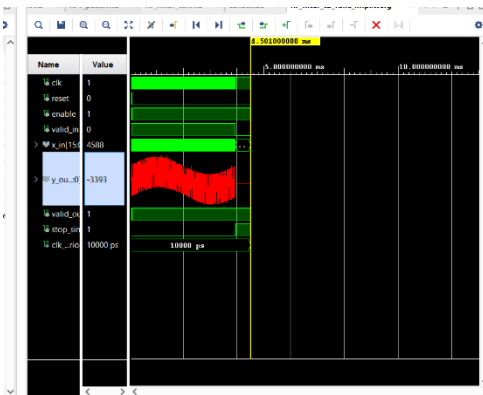 4.501000000 ms
Name Value
5.000000000 ms
10.000000000 ms
clk 1
reset 0
enable 1
valid_in 0
x_in[15:0 4588
y_ou...:0] -3393
valid_ou 1
stop_sin 1
clk_...rio 10000 ps
10000 ps